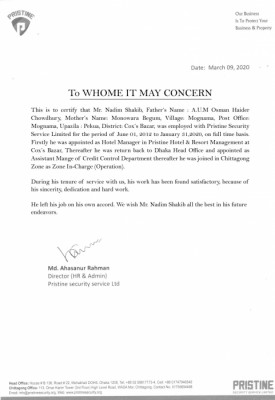 PRISTINE
Our Business
Is To Protect Your
Business & Property
Date: March 09, 2020
To WHOME IT MAY CONCERN
This is to certify that Mr. Nadim Shakib, Father's Name : A.U.M Osman Haider
Chowdhury, Mother's Name: Monowara Begum, Village: Mognama, Post Office:
Mognama, Upazila : Pekua, District: Cox's Bazar, was employed with Pristine Security
Service Limited for the period of June 01, 2012 to January 31,2020, on full time basis.
Firstly he was appointed as Hotel Manager in Pristine Hotel & Resort Management at
Cox's Bazar, Thereafter he was return back to Dhaka Head Office and appointed as
Assistant Mange of Credit Control Department thereafter he was joined in Chittagong
Zone as Zone In-Charge (Operation).
During his tenure of service with us, his work has been found satisfactory, because of
his sincerity, dedication and hard work.
He left his job on his own accord. We wish Mr. Nadim Shakib all the best in his future
endeavors.
Md. Ahasanur Rahman
Director (HR & Admin)
Pristine security service Ltd
Head Office:
Chittagong Office:
PRISTINE